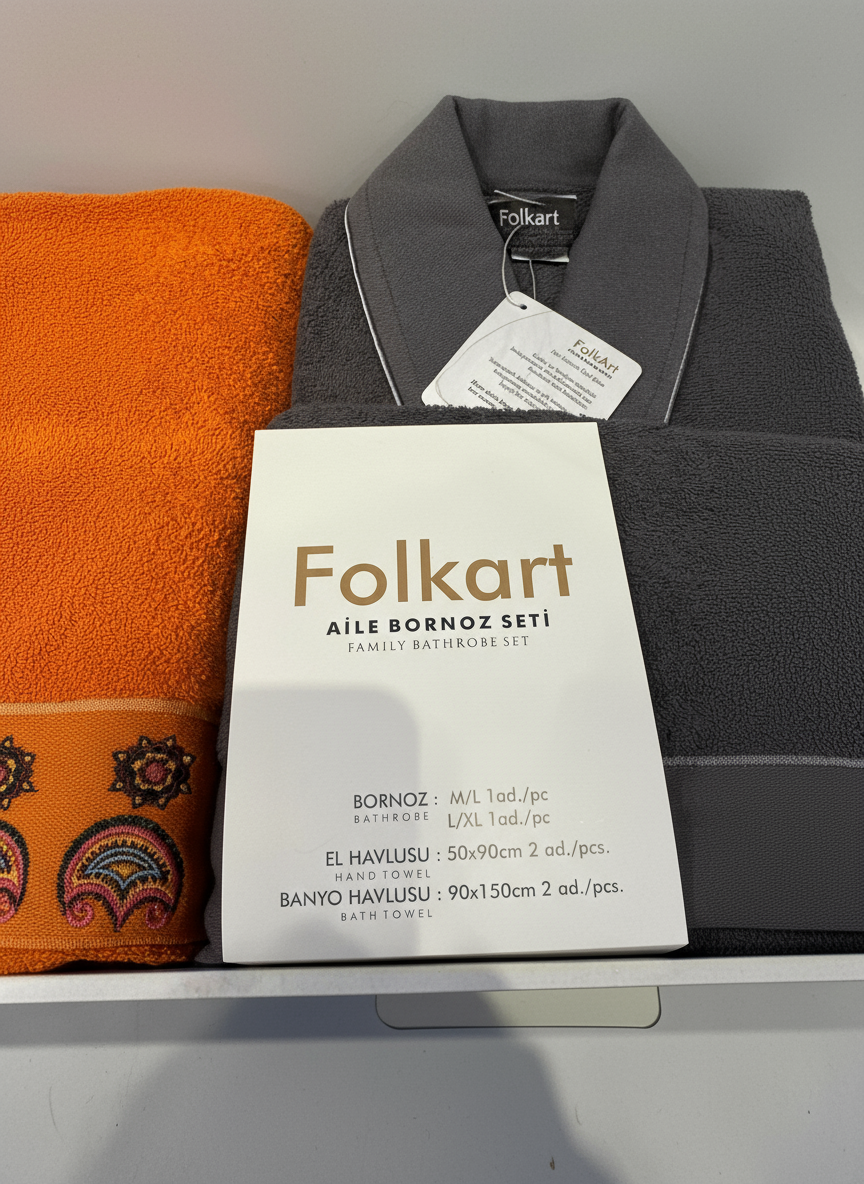 Folkart
FolkArt
Folkart
AİLE BORNOZ SETİ
FAMILY BATHROBE SET
BORNOZ : M/L 1ad./pc
BATHROBE L/XL 1ad./pc
EL HAVLUSU : 50x90cm 2 ad./pcs.
HAND TOWEL
BANYO HAVLUSU : 90x150cm 2 ad./pcs.
BATH TOWEL